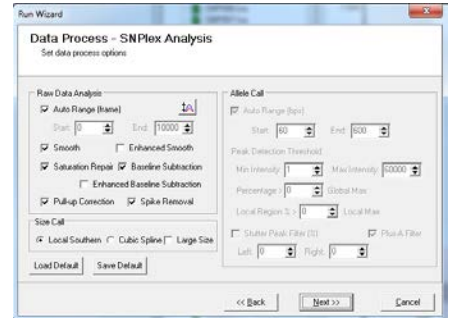 Run Wizard
Data Process - SNPlex Analysis
Set data process options
Raw Data Analysis
Auto Range (frame)
Start: 0 End: 10000
Smooth Enhanced Smooth
Saturation Repair Baseline Subtraction
Enhanced Baseline Subtraction
Pull-up Correction Spike Removal
Size Call
Local Southern Cubic Spline Large Size
Load Default Save Default
Allele Call
Auto Range (bps)
Start: 60 End: 600
Peak Detection Threshold
Min Intensity: 1 Max Intensity: 60000
Percentage > 0 Global Max
Local Region % > 0 Local Max
Stutter Peak Filter (%) Plus-A Filter
Left: 0 Right: 0
<< Back Next >> Cancel